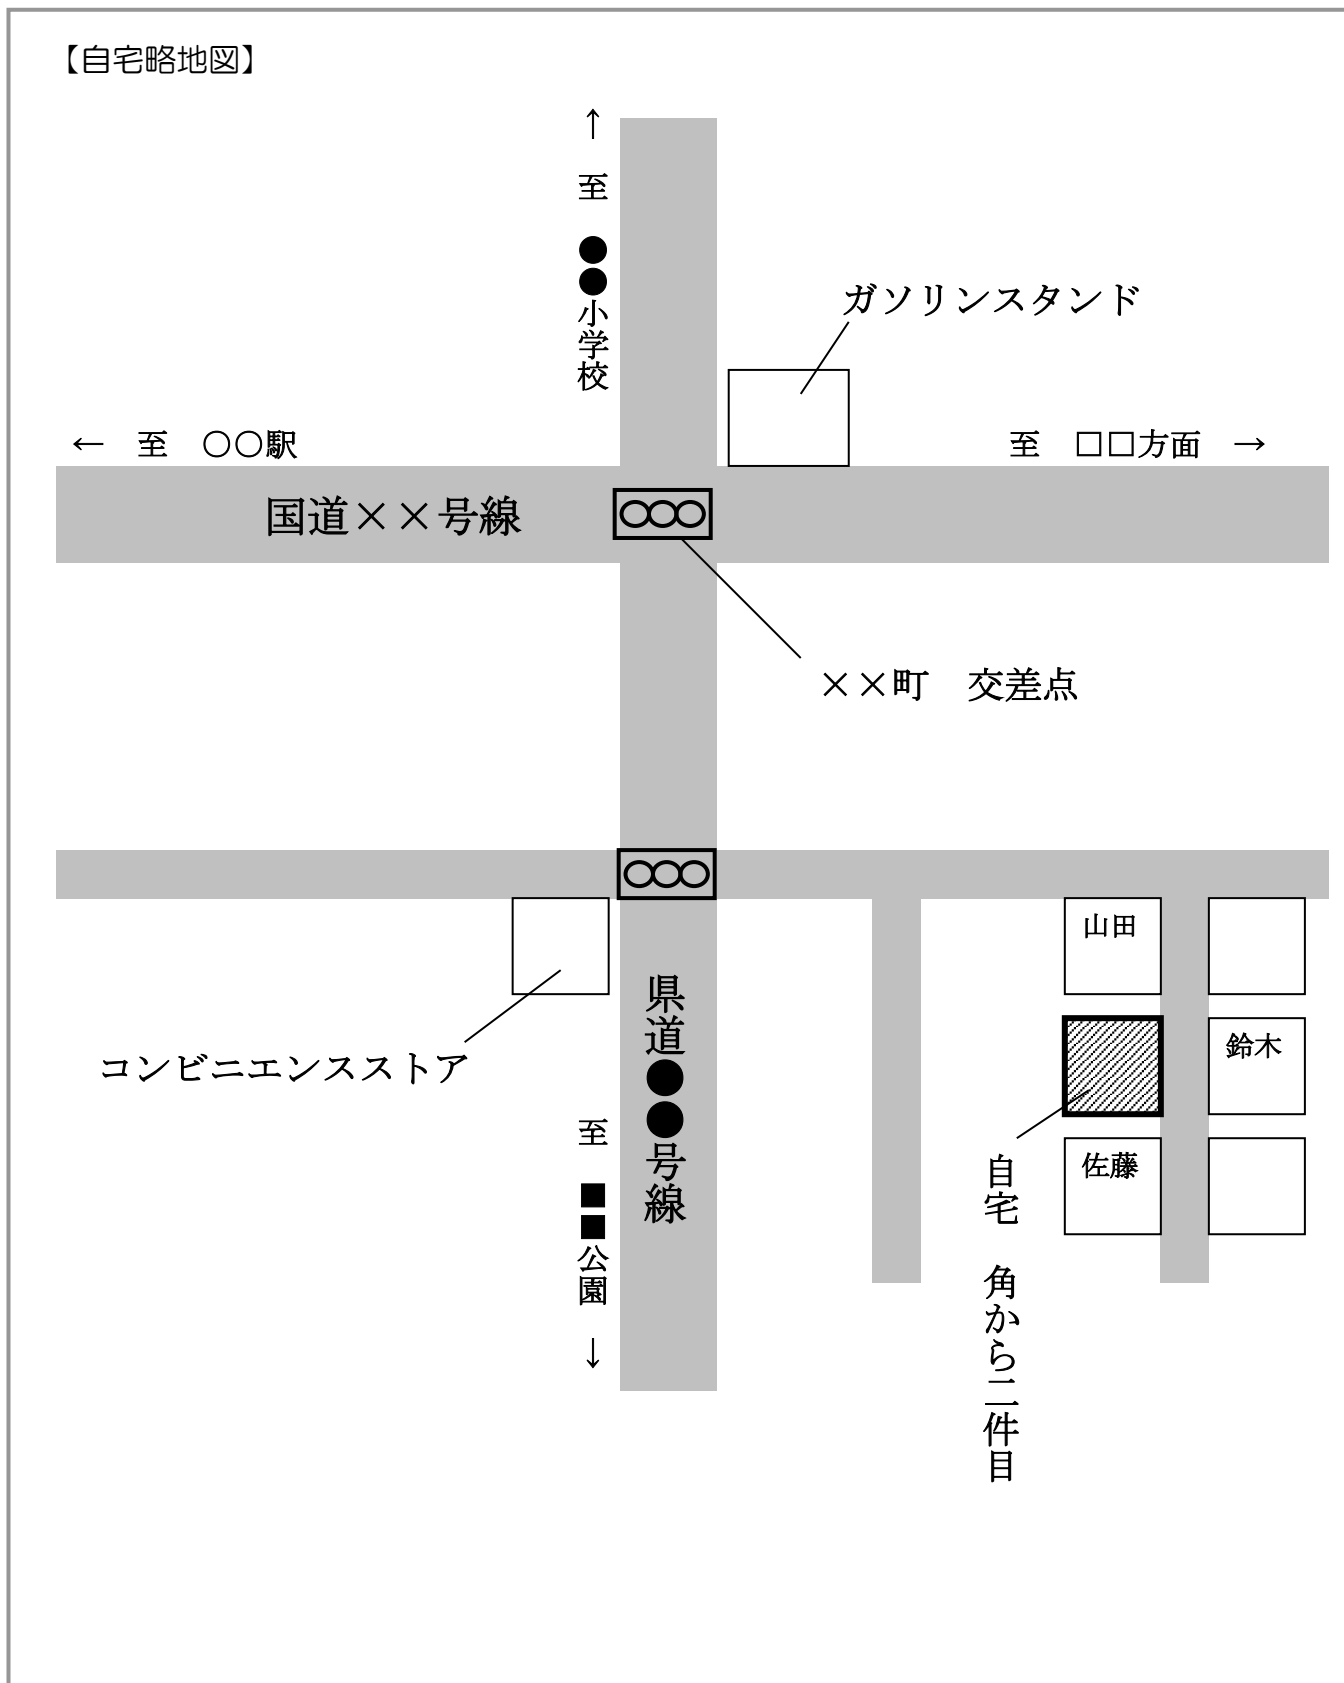 【自宅略地図】
↑　至　●●小学校
ガソリンスタンド
←　至　〇〇駅
至　□□方面　→
国道××号線
××町　交差点
山田
県道●●号線
コンビニエンスストア
鈴木
至　■■公園　↓
佐藤
自宅　角から二件目